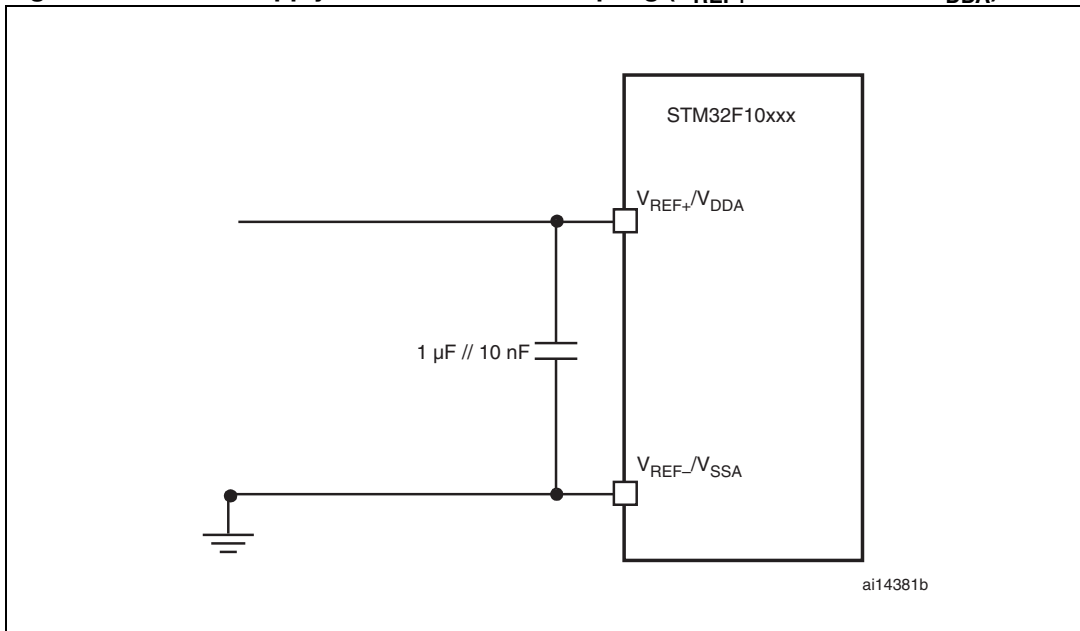 STM32F10xxx
VREF+/VDDA
1 µF // 10 nF
VREF–/VSSA
ai14381b